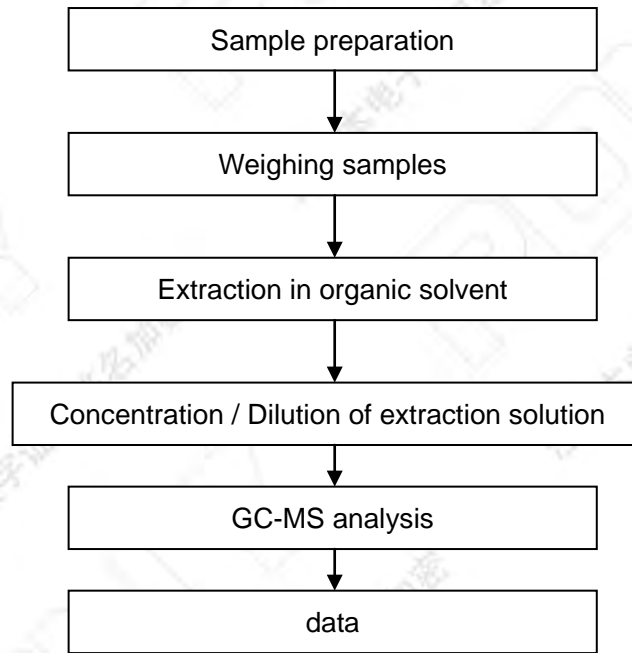 Sample preparation
Weighing samples
Extraction in organic solvent
Concentration / Dilution of extraction solution
GC-MS analysis
data